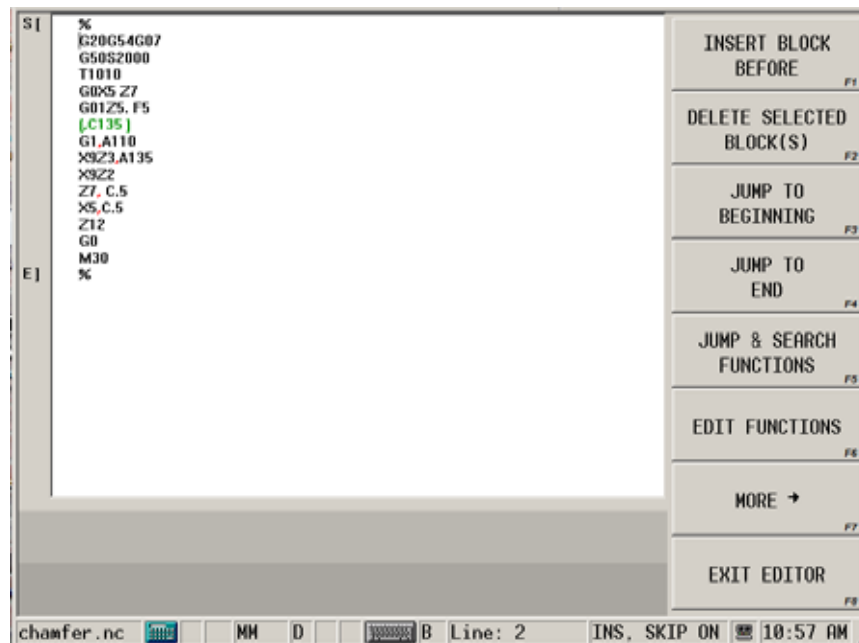 S[
%
G20G54G07
G50S2000
T1010
G0X5 Z7
G01Z5. F5
(,C135 )
G1,A110
X9Z3,A135
X9Z2
Z7, C.5
X5,C.5
Z12
G0
M30
E]
%
INSERT BLOCK
BEFORE
F1
DELETE SELECTED
BLOCK(S)
F2
JUMP TO
BEGINNING
F3
JUMP TO
END
F4
JUMP & SEARCH
FUNCTIONS
F5
EDIT FUNCTIONS
F6
MORE →
F7
EXIT EDITOR
F8
chamfer.nc MM D B Line: 2 INS, SKIP ON 10:57 AM